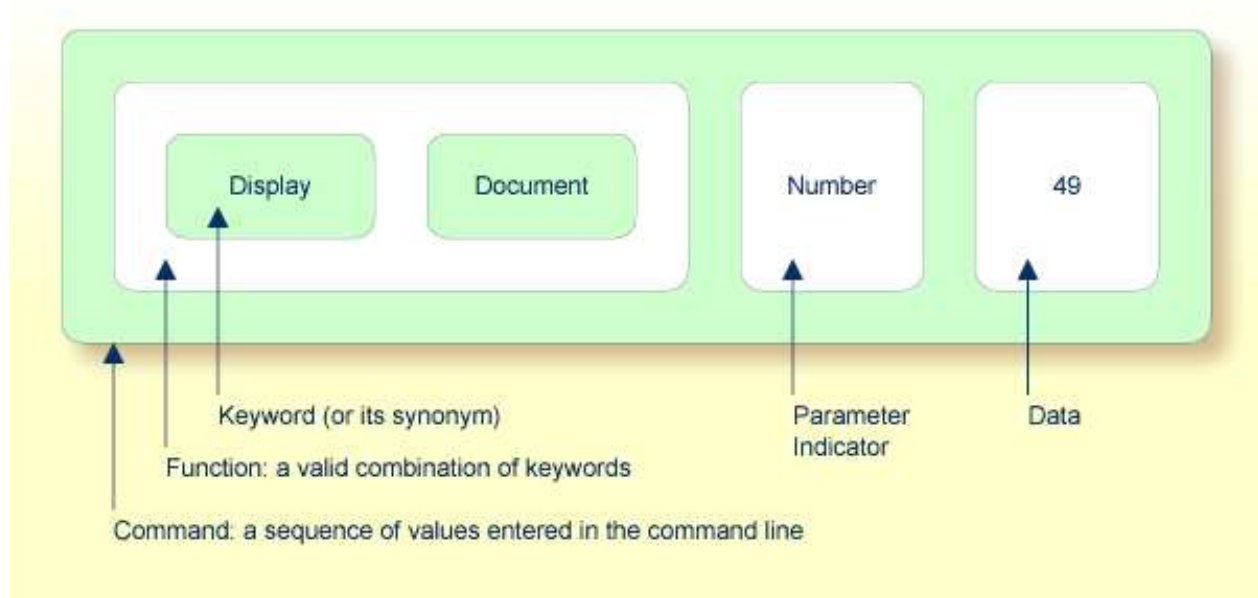 Display Document Number 49
Keyword (or its synonym)
Parameter
Indicator
Data
Function: a valid combination of keywords
Command: a sequence of values entered in the command line